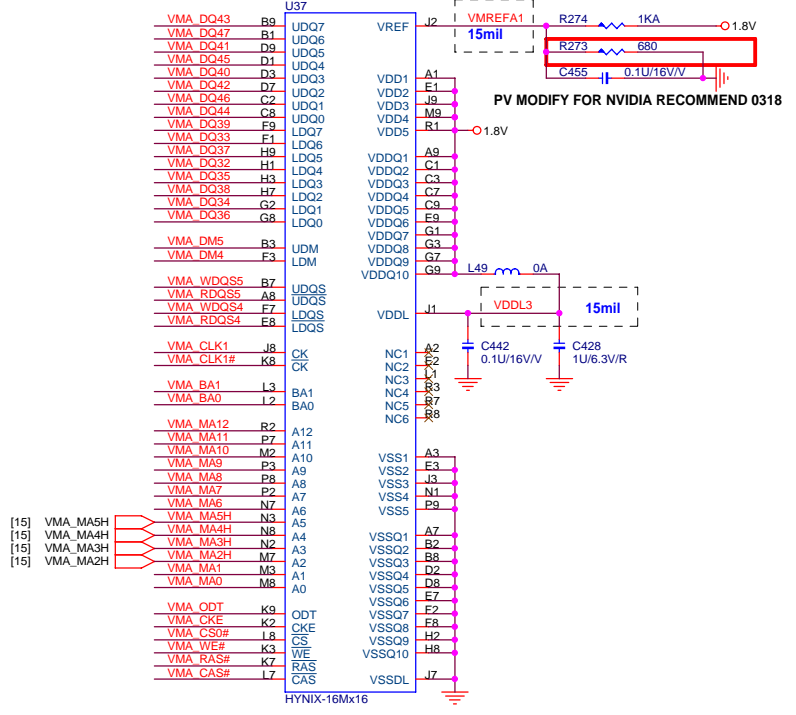 U37
VMA_DQ43 B9 UDQ7
VMA_DQ47 B1 UDQ6
VMA_DQ41 D9 UDQ5
VMA_DQ45 D1 UDQ4
VMA_DQ40 D3 UDQ3
VMA_DQ42 D7 UDQ2
VMA_DQ46 C2 UDQ1
VMA_DQ44 C8 UDQ0
VMA_DQ39 F9 LDQ7
VMA_DQ33 F1 LDQ6
VMA_DQ37 H9 LDQ5
VMA_DQ32 H1 LDQ4
VMA_DQ35 H3 LDQ3
VMA_DQ38 H7 LDQ2
VMA_DQ34 G2 LDQ1
VMA_DQ36 G8 LDQ0
VMA_DM5 B3 UDM
VMA_DM4 F3 LDM
VMA_WDQS5 B7 UDQS
VMA_RDQS5 A8 UDQS
VMA_WDQS4 F7 LDQS
VMA_RDQS4 E8 LDQS
VMA_CLK1 J8 CK
VMA_CLK1# K8 CK
VMA_BA1 L3 BA1
VMA_BA0 L2 BA0
VMA_MA12 R2 A12
VMA_MA11 P7 A11
VMA_MA10 M2 A10
VMA_MA9 P3 A9
VMA_MA8 P8 A8
VMA_MA7 P2 A7
VMA_MA6 N7 A6
[15] VMA_MA5H VMA_MA5H N3 A5
[15] VMA_MA4H VMA_MA4H N8 A4
[15] VMA_MA3H VMA_MA3H N2 A3
[15] VMA_MA2H VMA_MA2H M7 A2
VMA_MA1 M3 A1
VMA_MA0 M8 A0
VMA_ODT K9 ODT
VMA_CKE K2 CKE
VMA_CS0# L8 CS
VMA_WE# K3 WE
VMA_RAS# K7 RAS
VMA_CAS# L7 CAS
HYNIX-16Mx16
VREF J2 VMREFA1 R274 1KA 1.8V
15mil
R273 680
C455 0.1U/16V/V
PV MODIFY FOR NVIDIA RECOMMEND 0318
VDD1 A1
VDD2 E1
VDD3 J9
VDD4 M9
VDD5 R1 1.8V
VDDQ1 A9
VDDQ2 C1
VDDQ3 C3
VDDQ4 C7
VDDQ5 C9
VDDQ6 E9
VDDQ7 G1
VDDQ8 G3
VDDQ9 G7
VDDQ10 G9 L49 0A
VDDL J1 VDDL3 15mil
C442 0.1U/16V/V
C428 1U/6.3V/R
NC1 A2
NC2 E2
NC3 L1
NC4 R3
NC5 R7
NC6 R8
VSS1 A3
VSS2 E3
VSS3 J3
VSS4 N1
VSS5 P9
VSSQ1 A7
VSSQ2 B2
VSSQ3 B8
VSSQ4 D2
VSSQ5 D8
VSSQ6 E7
VSSQ7 F2
VSSQ8 F8
VSSQ9 H2
VSSQ10 H8
VSSDL J7